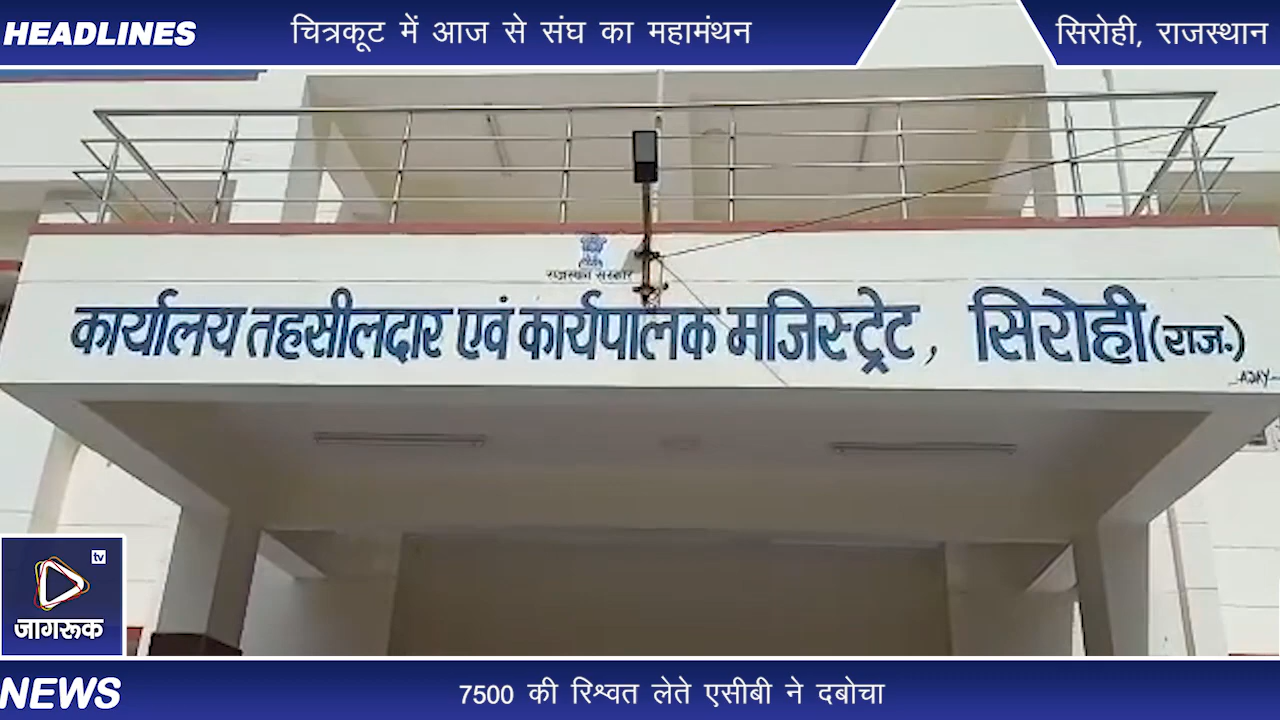 HEADLINES
चित्रकूट में आज से संघ का महामंथन
सिरोही, राजस्थान
राजस्थान सरकार
कार्यालय तहसीलदार एवं कार्यपालक मजिस्ट्रेट, सिरोही (राज.)
AJAY
tv
जागरूक
NEWS
7500 की रिश्वत लेते एसीबी ने दबोचा